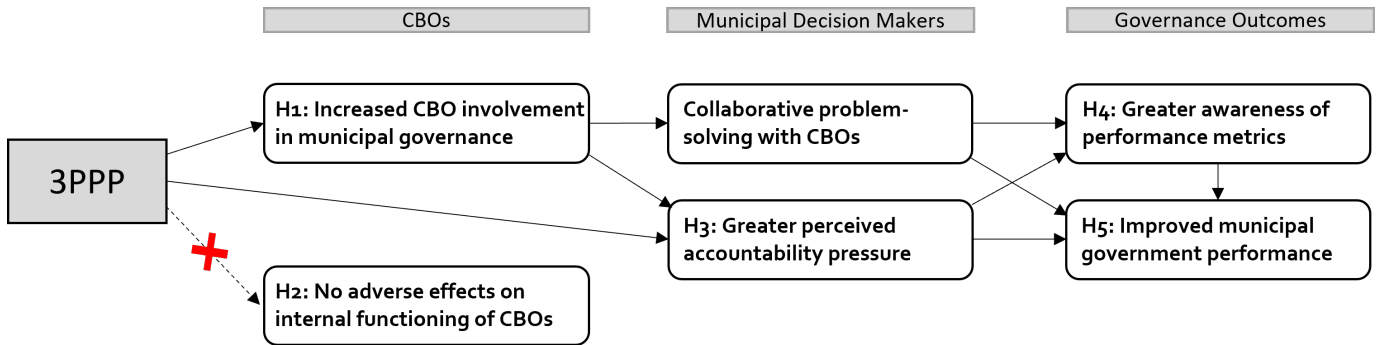 CBOs
Municipal Decision Makers
Governance Outcomes
3PPP
H1: Increased CBO involvement
in municipal governance
H2: No adverse effects on
internal functioning of CBOs
Collaborative problem-
solving with CBOs
H3: Greater perceived
accountability pressure
H4: Greater awareness of
performance metrics
H5: Improved municipal
government performance